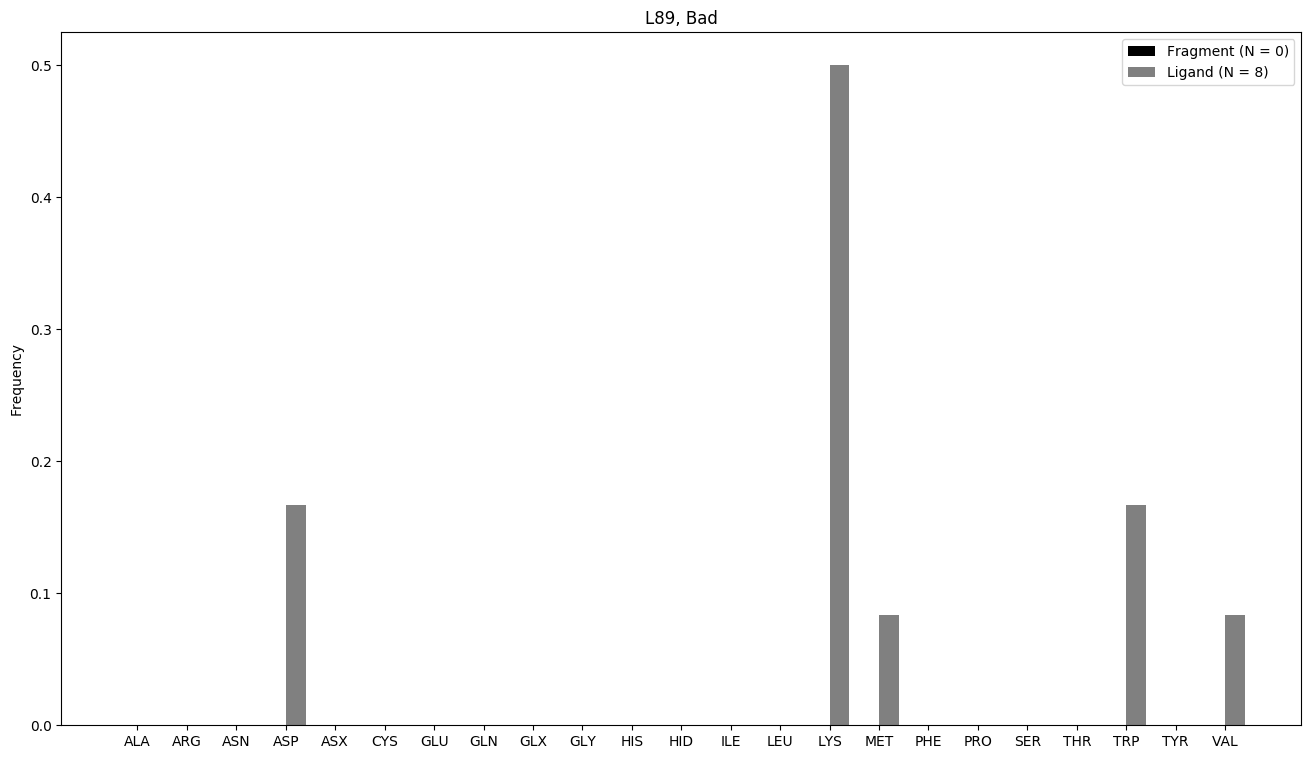 L89, Bad
Fragment (N = 0)
Ligand (N = 8)
0.5
0.4
0.3
0.2
0.1
0.0
Frequency
ALA ARG ASN ASP ASX CYS GLU GLN GLX GLY HIS HID ILE LEU LYS MET PHE PRO SER THR TRP TYR VAL